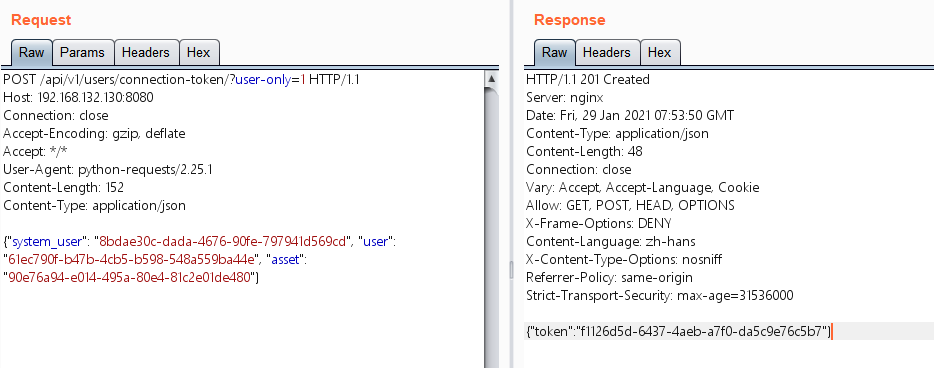 Request
Raw Params Headers Hex
POST /api/v1/users/connection-token/?user-only=1 HTTP/1.1
Host: 192.168.132.130:8080
Connection: close
Accept-Encoding: gzip, deflate
Accept: */*
User-Agent: python-requests/2.25.1
Content-Length: 152
Content-Type: application/json
{"system_user": "8bdae30c-dada-4676-90fe-797941d569cd", "user":
"61ec790f-b47b-4cb5-b598-548a559ba44e", "asset":
"90e76a94-e014-495a-80e4-81c2e01de480"}
Response
Raw Headers Hex
HTTP/1.1 201 Created
Server: nginx
Date: Fri, 29 Jan 2021 07:53:50 GMT
Content-Type: application/json
Content-Length: 48
Connection: close
Vary: Accept, Accept-Language, Cookie
Allow: GET, POST, HEAD, OPTIONS
X-Frame-Options: DENY
Content-Language: zh-hans
X-Content-Type-Options: nosniff
Referrer-Policy: same-origin
Strict-Transport-Security: max-age=31536000
{"token":"f1126d5d-6437-4aeb-a7f0-da5c9e76c5b7"}